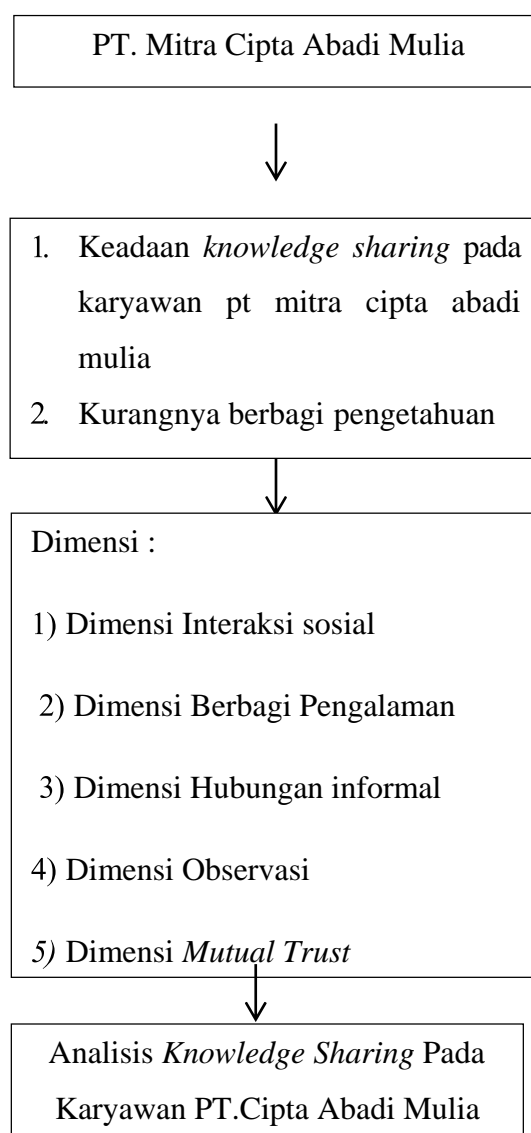 PT. Mitra Cipta Abadi Mulia
1. Keadaan knowledge sharing pada
karyawan pt mitra cipta abadi
mulia
2. Kurangnya berbagi pengetahuan
Dimensi :
1) Dimensi Interaksi sosial
2) Dimensi Berbagi Pengalaman
3) Dimensi Hubungan informal
4) Dimensi Observasi
5) Dimensi Mutual Trust
Analisis Knowledge Sharing Pada
Karyawan PT.Cipta Abadi Mulia